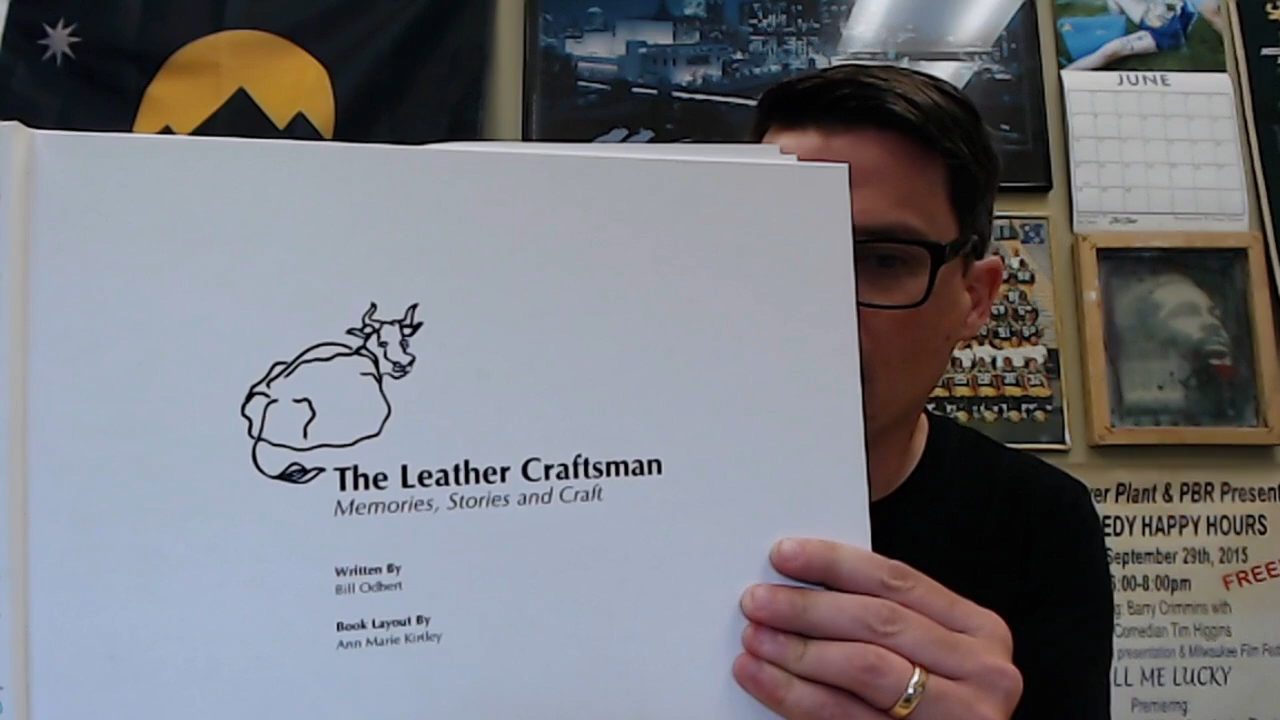 JUNE
The Leather Craftsman
Memories, Stories and Craft
Written By
Bill Odbert
Book Layout By
Ann Marie Kirtley
er Plant & PBR Present
EDY HAPPY HOURS
September 29th, 2015
:00-8:00pm
FREE
g: Barry Crimmins with
Comedian Tim Higgins
presentation & Milwaukee Film Fest
LL ME LUCKY
Premiering